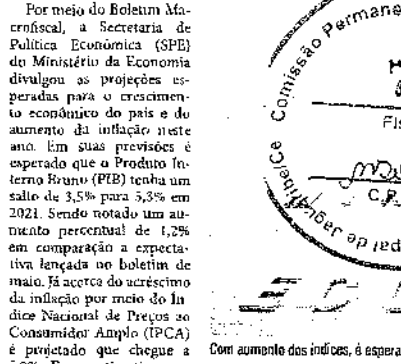 Por meio do Boletim Ma-
crofiscal, a Secretaria de
Política Econômica (SPE)
do Ministério da Economia
divulgou as projeções es-
peradas para o crescimen-
to econômico do país e do
aumento da inflação neste
ano. Em suas previsões é
esperado que o Produto In-
terno Bruno (PIB) tenha um
salto de 3,5% para 5,3% em
2021. Sendo notado um au-
mento percentual de 1,2%
em comparação a expecta-
tiva lançada no boletim de
maio. Já acerca do acréscimo
da inflação por meio do Ín
dice Nacional de Preços ao
Consumidor Amplo (IPCA)
é projetado que chegue a
Comissão Permane
Jaguaribe/Ce
C.P.
Com aumento dos índices, é espera